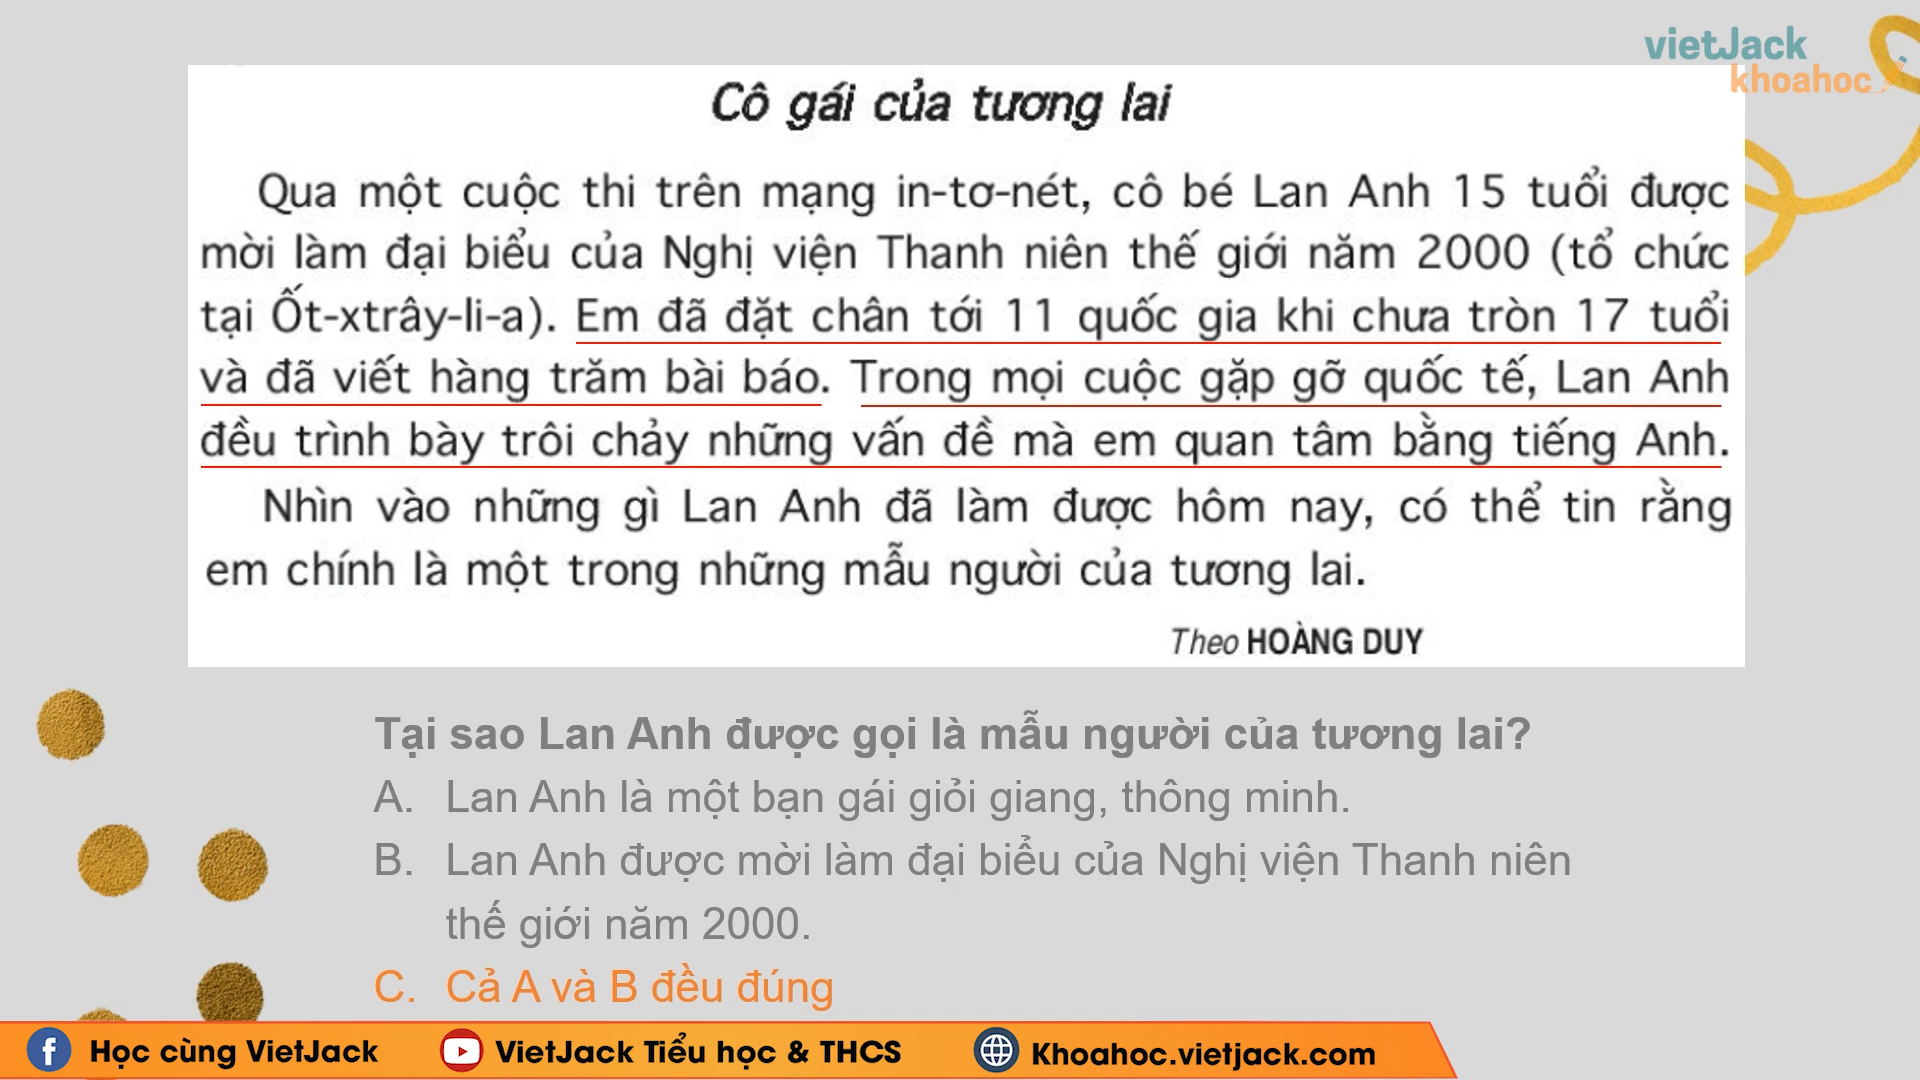 vietJack
khoahoc
Cô gái của tương lai
Qua một cuộc thi trên mạng in-tơ-nét, cô bé Lan Anh 15 tuổi được
mời làm đại biểu của Nghị viện Thanh niên thế giới năm 2000 (tổ chức
tại Ốt-xtrây-li-a). Em đã đặt chân tới 11 quốc gia khi chưa tròn 17 tuổi
và đã viết hàng trăm bài báo. Trong mọi cuộc gặp gỡ quốc tế, Lan Anh
đều trình bày trôi chảy những vấn đề mà em quan tâm bằng tiếng Anh.
Nhìn vào những gì Lan Anh đã làm được hôm nay, có thể tin rằng
em chính là một trong những mẫu người của tương lai.
Theo HOÀNG DUY
Tại sao Lan Anh được gọi là mẫu người của tương lai?
A. Lan Anh là một bạn gái giỏi giang, thông minh.
B. Lan Anh được mời làm đại biểu của Nghị viện Thanh niên
thế giới năm 2000.
C. Cả A và B đều đúng
Học cùng VietJack VietJack Tiểu học & THCS Khoahoc.vietjack.com